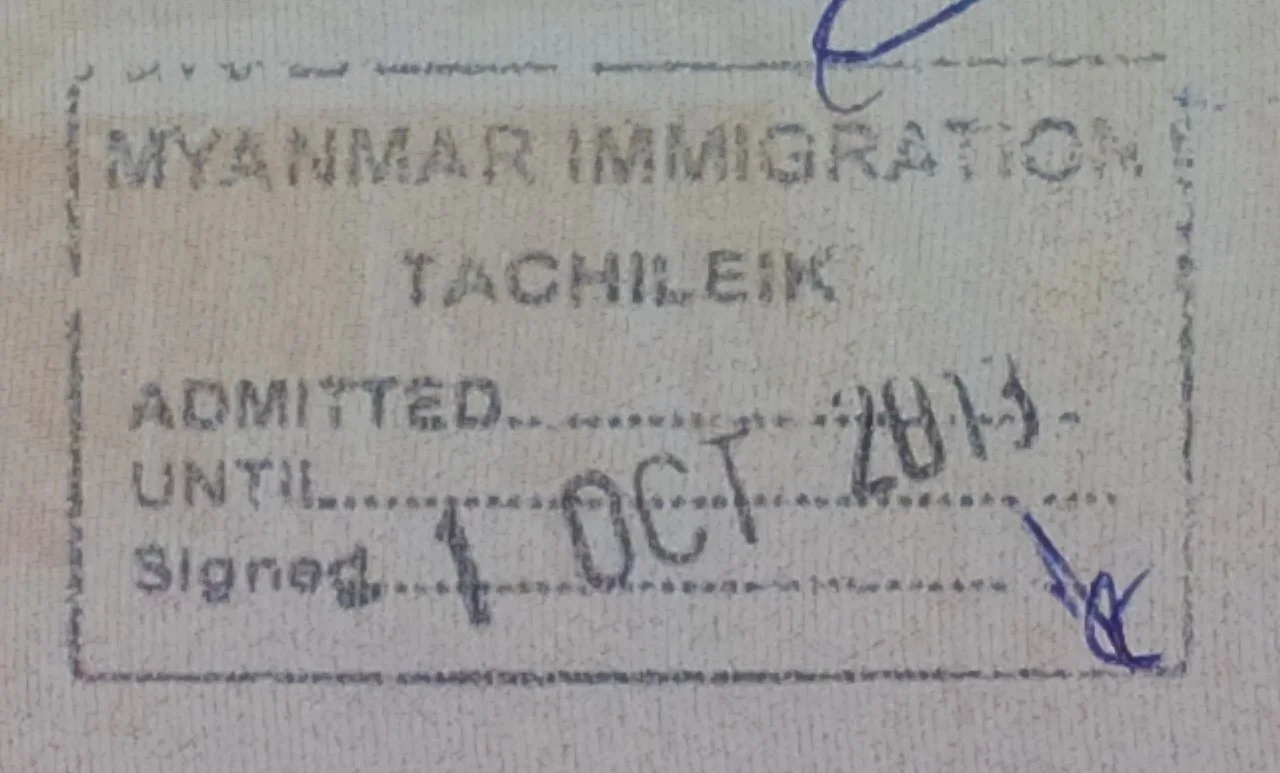 MYANMAR IMMIGRATION
TACHILEIK
ADMITTED
UNTIL
Signed
1 OCT